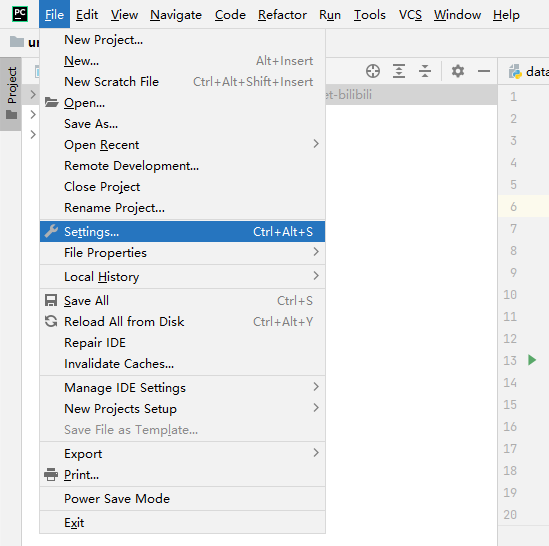 PC File Edit View Navigate Code Refactor Run Tools VCS Window Help
New Project...
New... Alt+Insert
New Scratch File Ctrl+Alt+Shift+Insert
Open...
Save As...
Open Recent
Remote Development...
Close Project
Rename Project...
Settings... Ctrl+Alt+S
File Properties
Local History
Save All Ctrl+S
Reload All from Disk Ctrl+Alt+Y
Repair IDE
Invalidate Caches...
Manage IDE Settings
New Projects Setup
Save File as Template...
Export
Print...
Power Save Mode
Exit
Project
et-bilibili
data
1
2
3
4
5
6
7
8
9
10
11
12
13
14
15
16
17
18
19
20